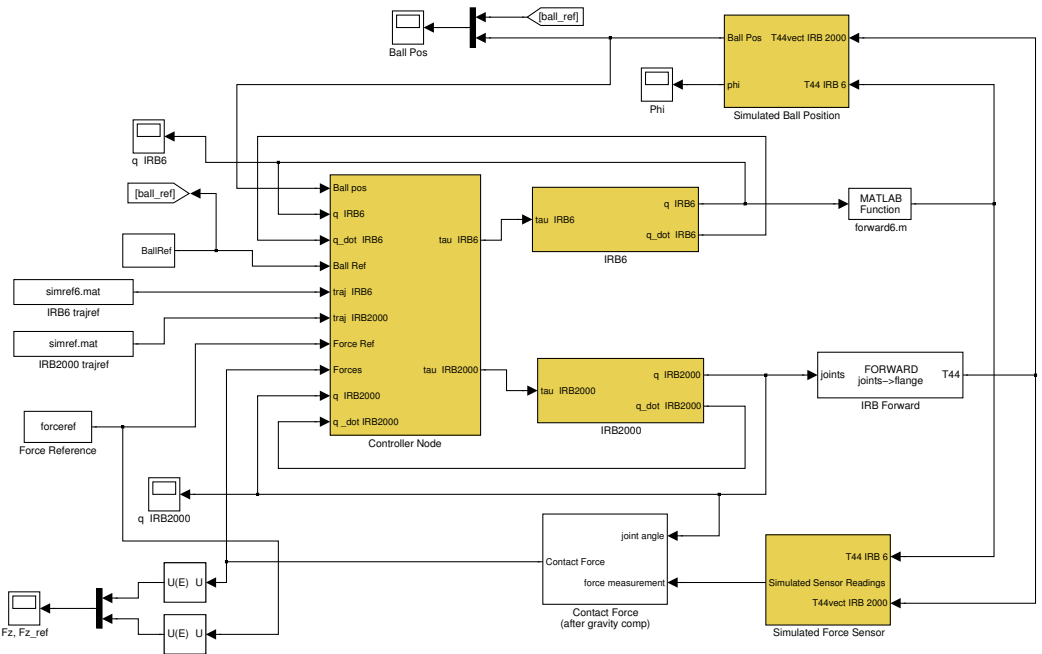 [ball_ref]
Ball Pos
Ball Pos
T44vect IRB 2000
phi
T44 IRB 6
Simulated Ball Position
Phi
q IRB6
[ball_ref]
BallRef
simref6.mat
IRB6 trajref
simref.mat
IRB2000 trajref
forceref
Force Reference
Ball pos
q IRB6
q_dot IRB6
Ball Ref
traj IRB6
traj IRB2000
Force Ref
Forces
q IRB2000
q _dot IRB2000
tau IRB6
tau IRB2000
Controller Node
tau IRB6
q IRB6
q_dot IRB6
IRB6
tau IRB2000
q IRB2000
q_dot IRB2000
IRB2000
MATLAB
Function
forward6.m
joints
FORWARD
joints->flange
T44
IRB Forward
q IRB2000
joint angle
Contact Force
force measurement
Contact Force
(after gravity comp)
T44 IRB 6
Simulated Sensor Readings
T44vect IRB 2000
Simulated Force Sensor
U(E) U
U(E) U
Fz, Fz_ref